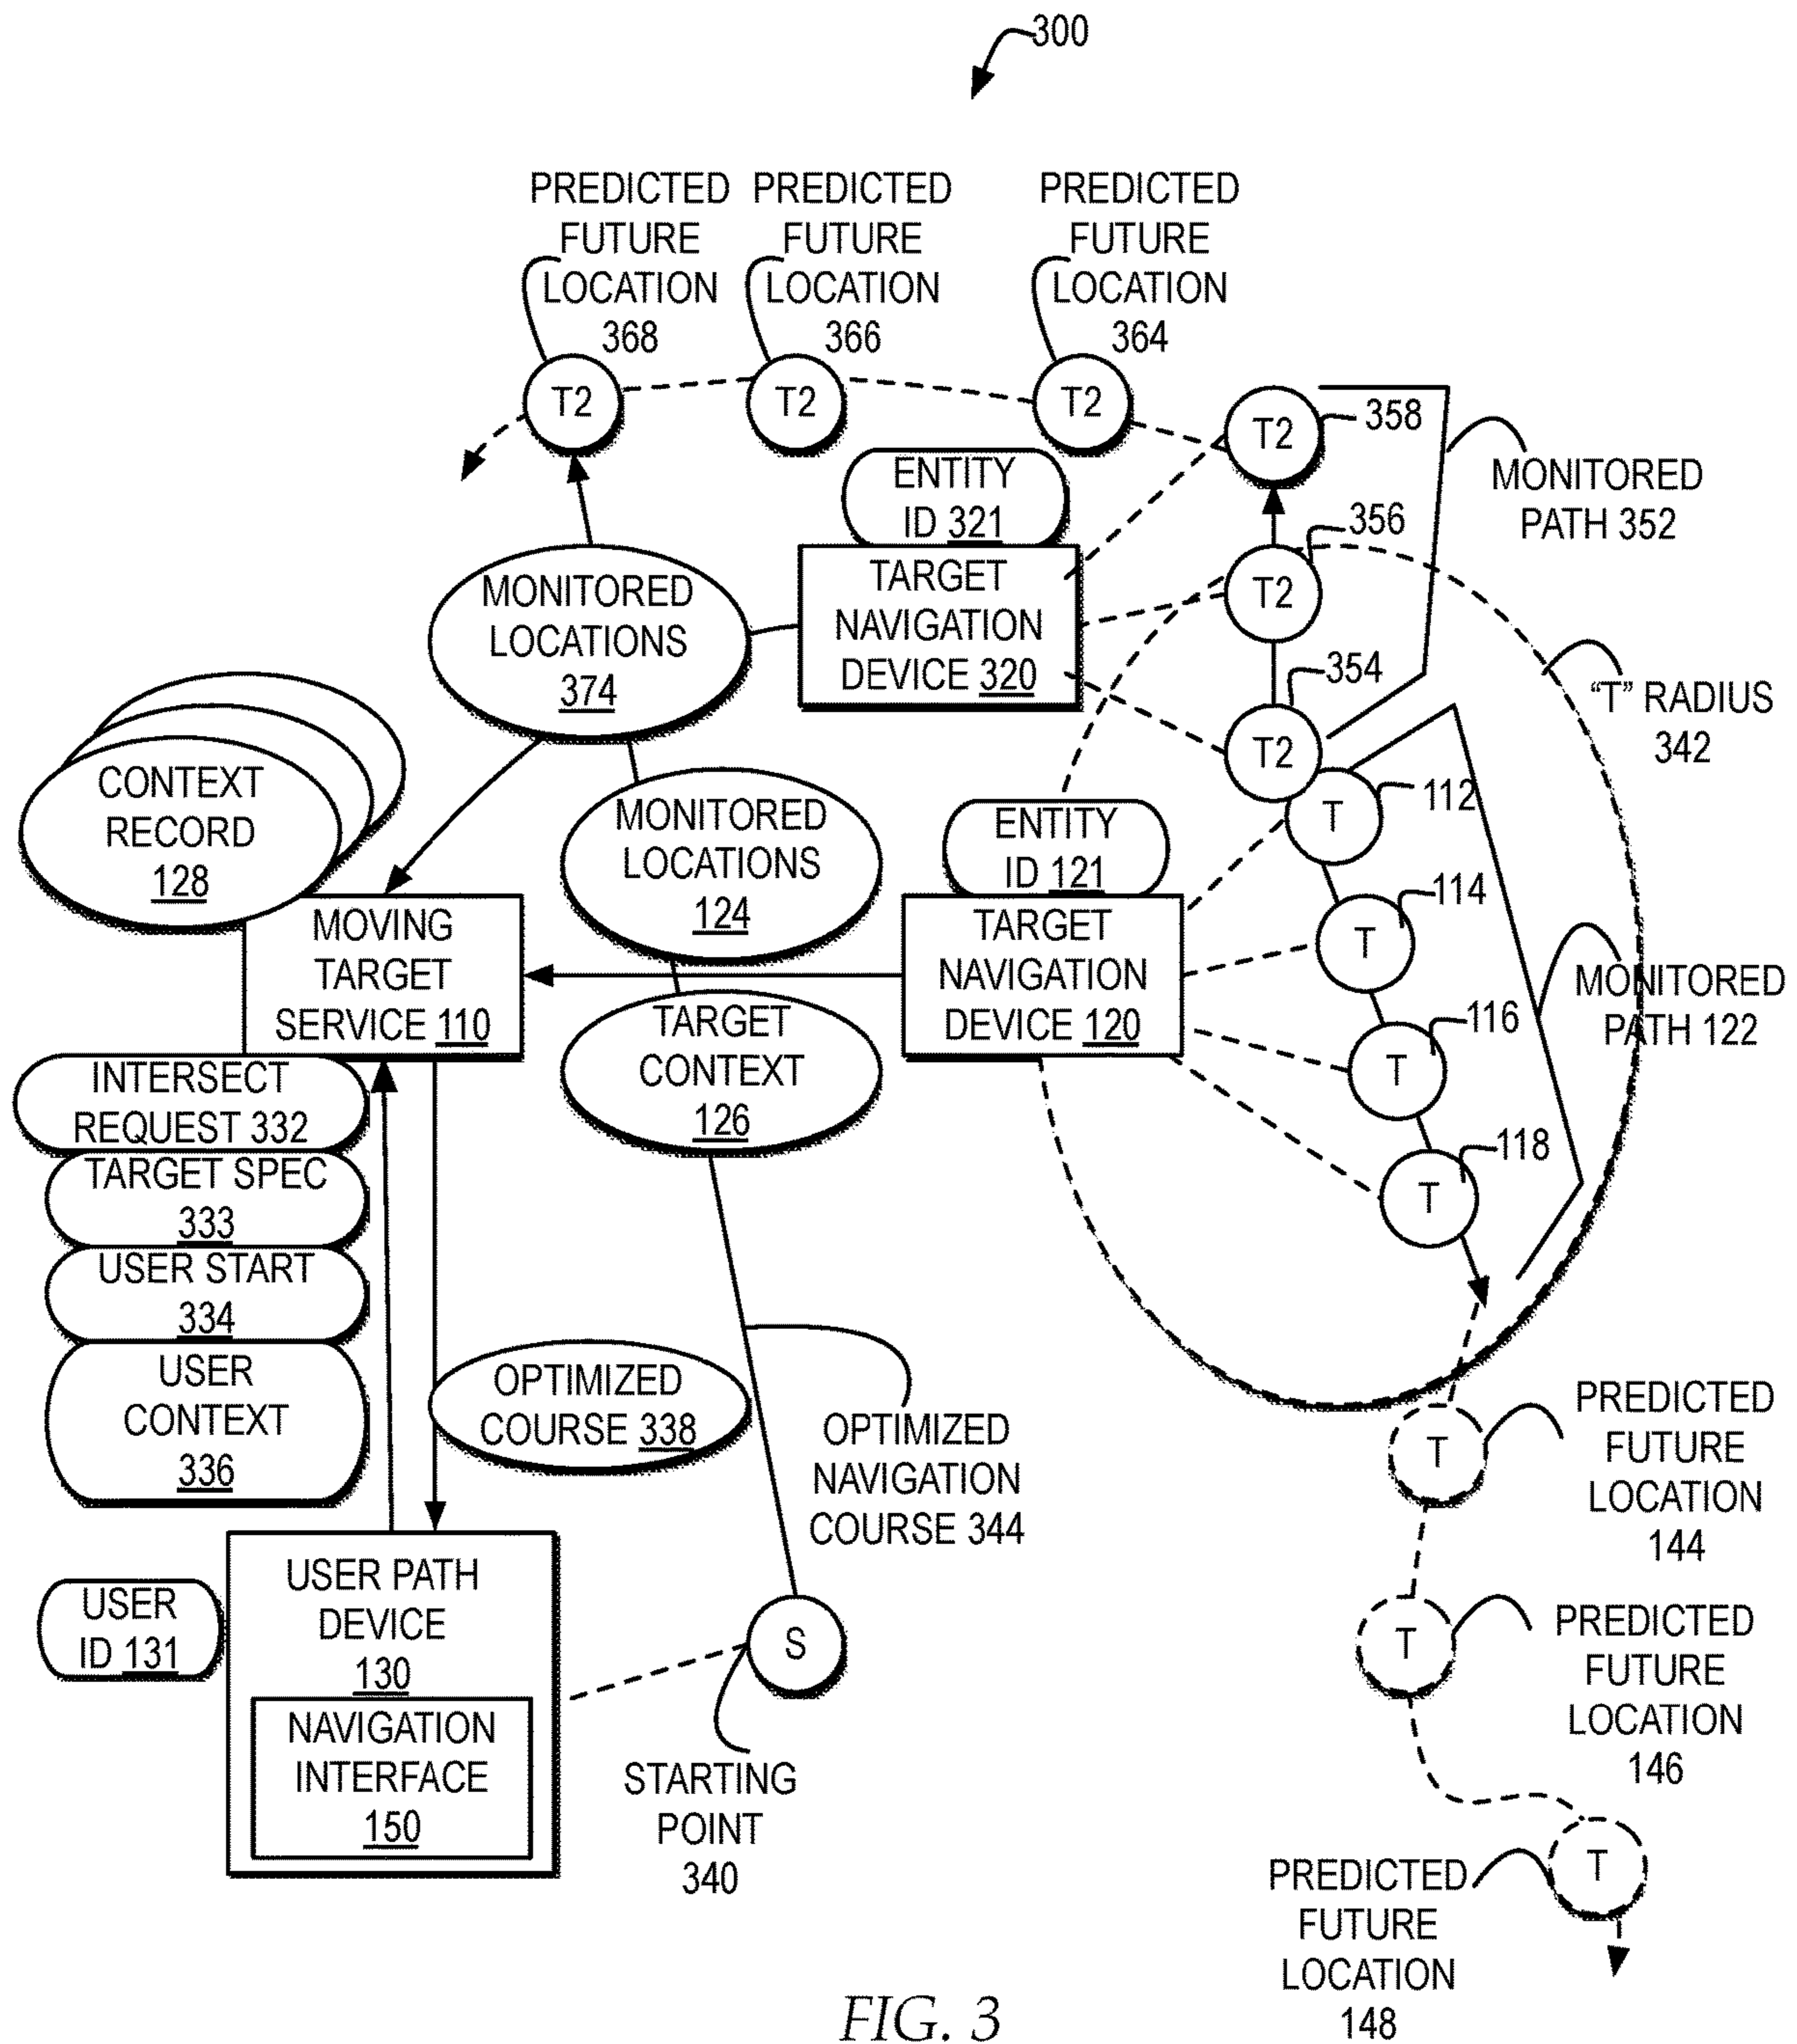 300
PREDICTED
FUTURE
LOCATION
368
PREDICTED
FUTURE
LOCATION
366
PREDICTED
FUTURE
LOCATION
364
T2
T2
T2
T2
358
MONITORED
PATH 352
ENTITY
ID 321
TARGET
NAVIGATION
DEVICE 320
T2
356
MONITORED
LOCATIONS
374
T2
354
"T" RADIUS
342
CONTEXT
RECORD
128
MONITORED
LOCATIONS
124
ENTITY
ID 121
T
112
MOVING
TARGET
SERVICE 110
TARGET
NAVIGATION
DEVICE 120
T
114
MONITORED
PATH 122
TARGET
CONTEXT
126
T
116
T
118
INTERSECT
REQUEST 332
TARGET SPEC
333
USER START
334
USER
CONTEXT
336
OPTIMIZED
COURSE 338
OPTIMIZED
NAVIGATION
COURSE 344
T
PREDICTED
FUTURE
LOCATION
144
USER
ID 131
USER PATH
DEVICE
130
NAVIGATION
INTERFACE
150
S
STARTING
POINT
340
T
PREDICTED
FUTURE
LOCATION
146
T
PREDICTED
FUTURE
LOCATION
148
FIG. 3